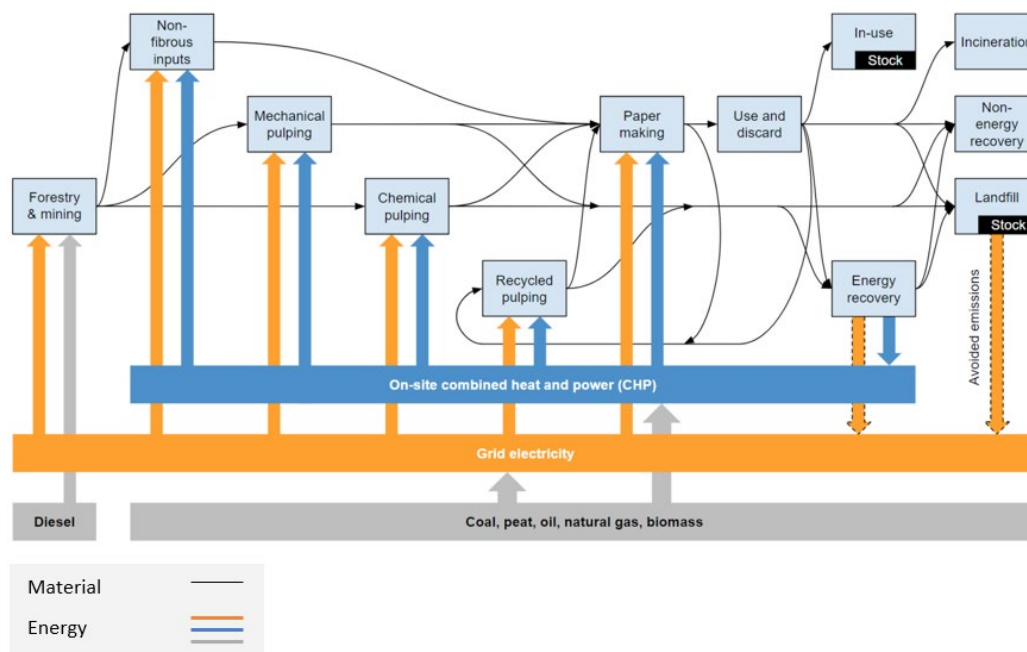 Non-
fibrous
inputs
In-use
Stock
Incineration
Mechanical
pulping
Paper
making
Use and
discard
Non-
energy
recovery
Forestry
& mining
Chemical
pulping
Landfill
Stock
Recycled
pulping
Energy
recovery
Avoided emissions
On-site combined heat and power (CHP)
Grid electricity
Diesel
Coal, peat, oil, natural gas, biomass
Material
Energy